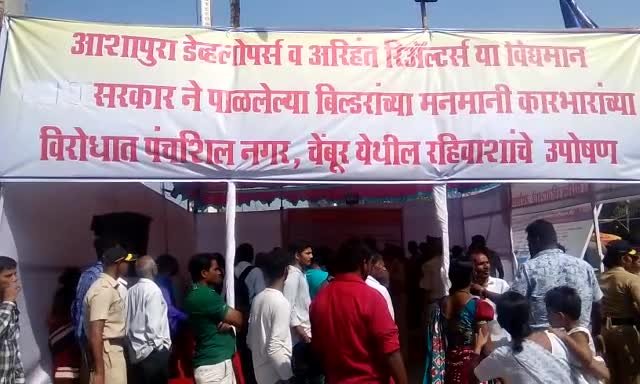 आशापुरा डेव्हलोपर्स व अरिहंत रिॲल्टर्स या विद्यमान
सरकार ने पाळलेल्या बिल्डरांच्या मनमानी कारभारांच्या
विरोधात पंचशिल नगर, चेंबूर येथील रहिवाशांचे उपोषण